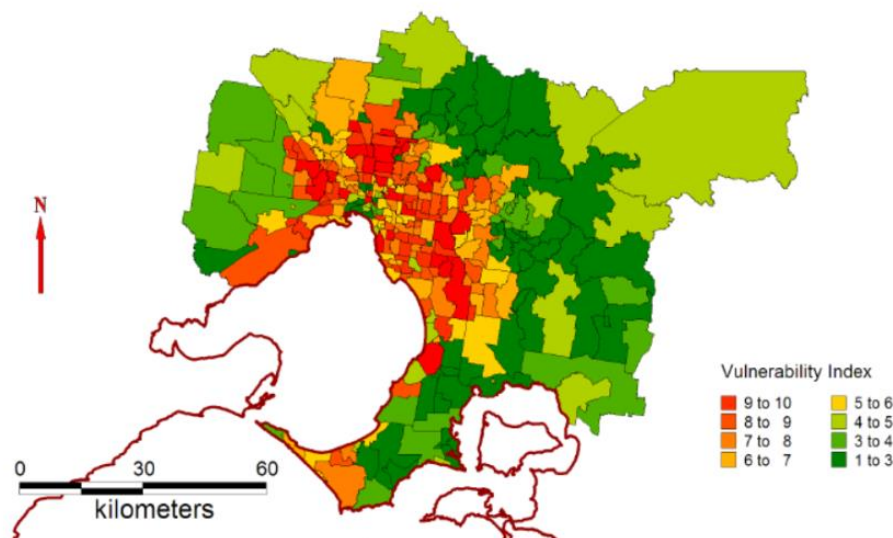 N
Vulnerability Index
9 to 10
8 to 9
7 to 8
6 to 7
5 to 6
4 to 5
3 to 4
1 to 3
0 30 60
kilometers